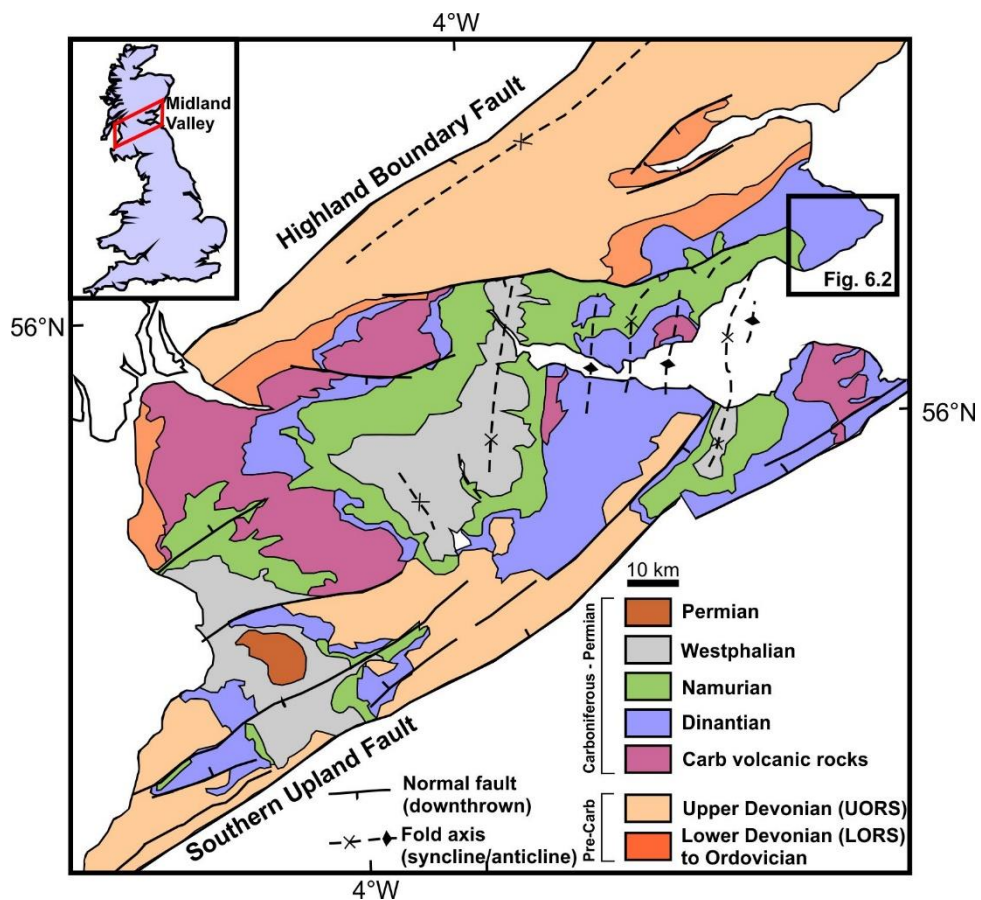 4°W
Midland
Valley
Highland Boundary Fault
Fig. 6.2
56°N
56°N
10 km
Carboniferous - Permian
Permian
Westphalian
Namurian
Dinantian
Carb volcanic rocks
Pre-Carb
Upper Devonian (UORS)
Lower Devonian (LORS)
to Ordovician
Southern Upland Fault
Normal fault
(downthrown)
Fold axis
(syncline/anticline)
4°W